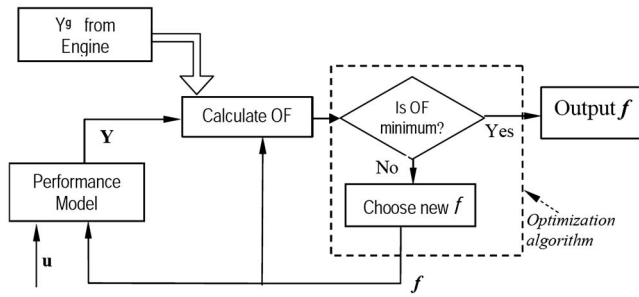 Yᵍ from
Engine
Calculate OF
Is OF
minimum?
Yes
Output f
Y
No
Performance
Model
Choose new f
Optimization
algorithm
u
f